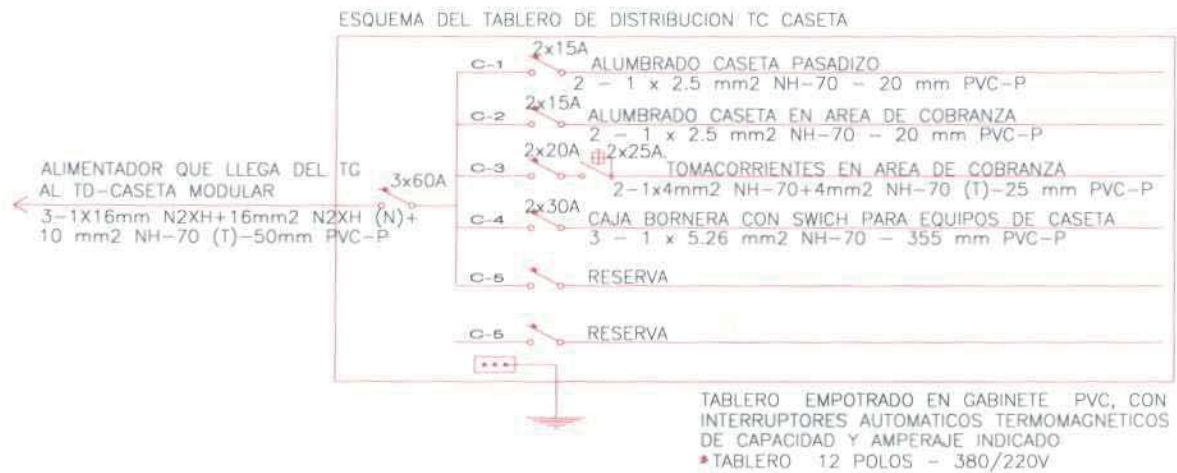 ESQUEMA DEL TABLERO DE DISTRIBUCION TC CASETA
C-1 2x15A ALUMBRADO CASETA PASADIZO
2 - 1 x 2.5 mm2 NH-70 - 20 mm PVC-P
C-2 2x15A ALUMBRADO CASETA EN AREA DE COBRANZA
2 - 1 x 2.5 mm2 NH-70 - 20 mm PVC-P
ALIMENTADOR QUE LLEGA DEL TG
AL TD-CASETA MODULAR
3-1X16mm N2XH+16mm2 N2XH (N)+
10 mm2 NH-70 (T)-50mm PVC-P
3x60A
C-3 2x20A 2x25A. TOMACORRIENTES EN AREA DE COBRANZA
2-1x4mm2 NH-70+4mm2 NH-70 (T)-25 mm PVC-P
C-4 2x30A CAJA BORNERA CON SWICH PARA EQUIPOS DE CASETA
3 - 1 x 5.26 mm2 NH-70 - 355 mm PVC-P
C-5 RESERVA
C-5 RESERVA
TABLERO EMPOTRADO EN GABINETE PVC, CON
INTERRUPTORES AUTOMATICOS TERMOMAGNETICOS
DE CAPACIDAD Y AMPERAJE INDICADO
*TABLERO 12 POLOS - 380/220V